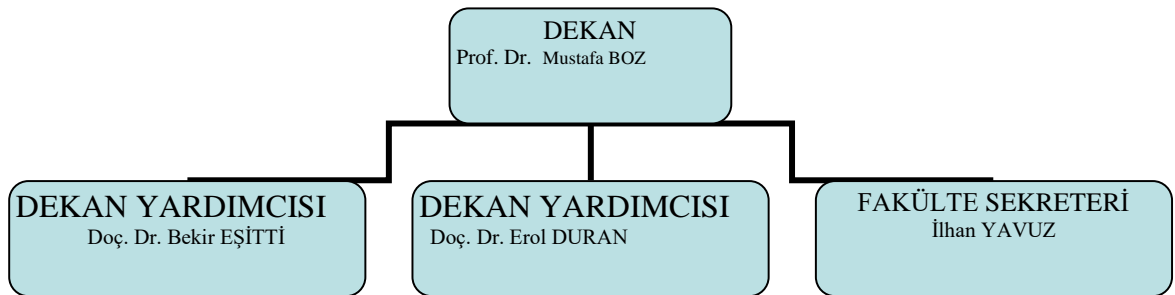 DEKAN
Prof. Dr. Mustafa BOZ
DEKAN YARDIMCISI
Doç. Dr. Bekir EŞİTTİ
DEKAN YARDIMCISI
Doç. Dr. Erol DURAN
FAKÜLTE SEKRETERİ
İlhan YAVUZ